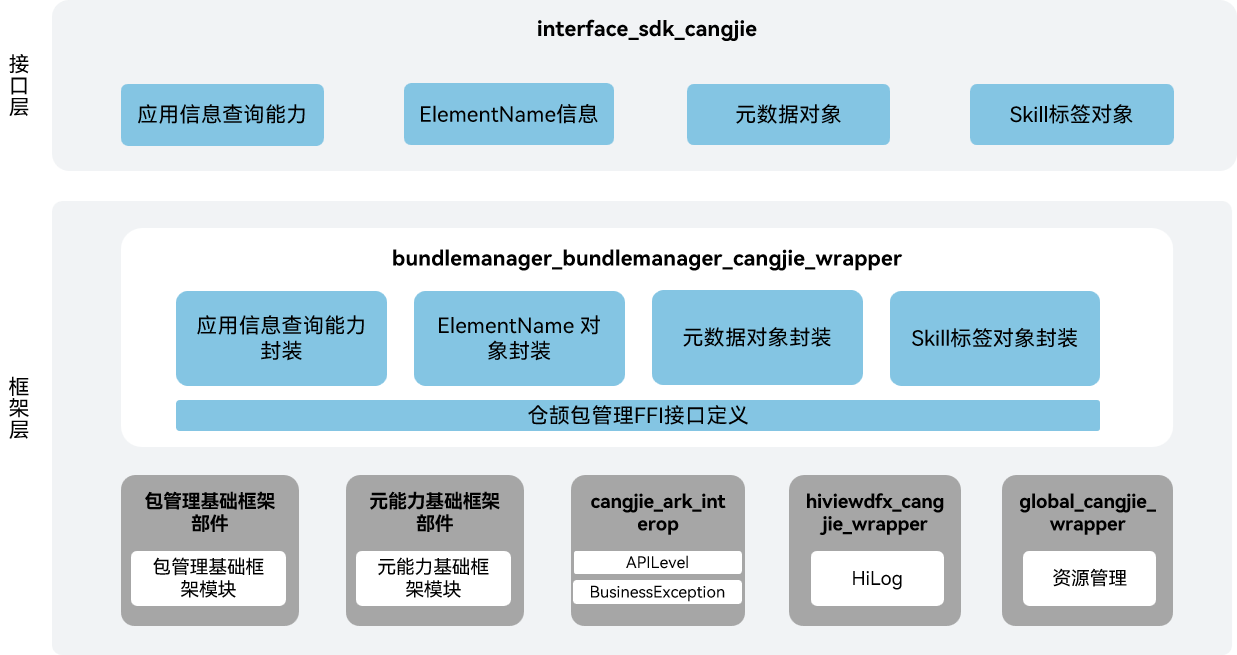 接口层
interface_sdk_cangjie
应用信息查询能力
ElementName信息
元数据对象
Skill标签对象
框架层
bundlemanager_bundlemanager_cangjie_wrapper
应用信息查询能力
封装
ElementName 对
象封装
元数据对象封装
Skill标签对象封装
仓颉包管理FFI接口定义
包管理基础框架
部件
包管理基础框
架模块
元能力基础框架
部件
元能力基础框
架模块
cangjie_ark_int
erop
APILevel
BusinessException
hiviewdfx_cang
jie_wrapper
HiLog
global_cangjie_
wrapper
资源管理